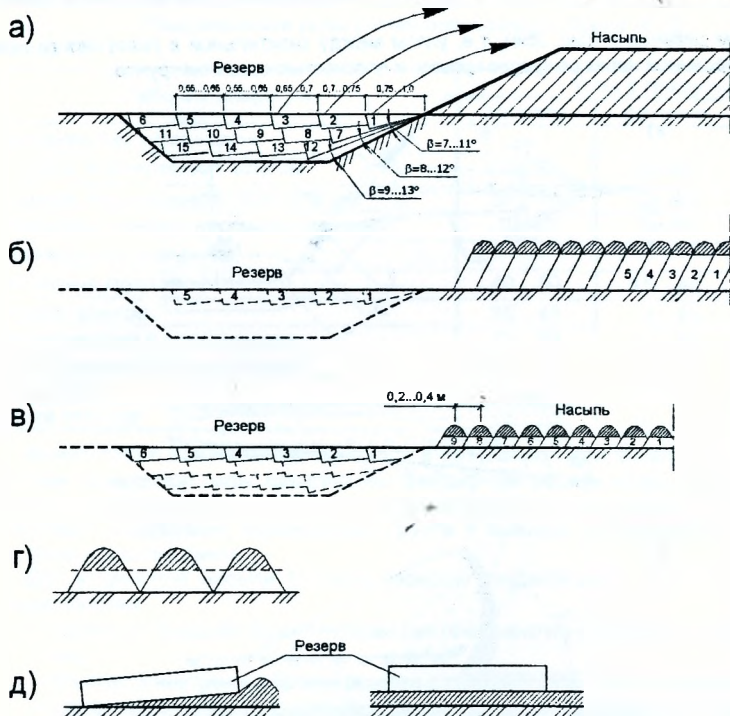 а)
Насыпь
Резерв
0,55...0,65 0,55...0,65 0,65...0,7 0,7...0,75 0,75...1,0
6 5 4 3 2 1
11 10 9 8 7
15 14 13 12
β=7...11°
β=8...12°
β=9...13°
б)
Резерв
5 4 3 2 1
5 4 3 2 1
0,2...0,4 м
в)
Резерв
Насыпь
6 5 4 3 2 1
9 8 7 6 5 4 3 2 1
г)
Резерв
д)